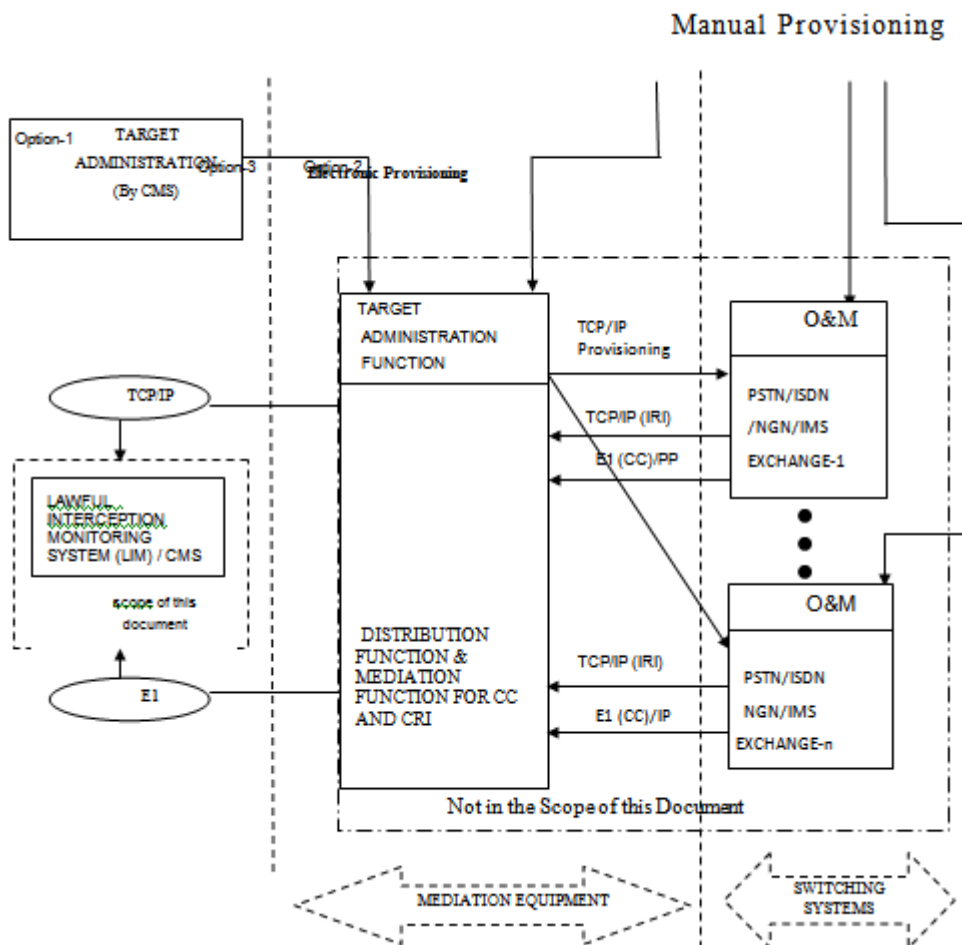 Manual Provisioning
Option-1
TARGET
ADMINISTRATION
(By CMS)
Option-3
Option-2
Electronic Provisioning
TARGET
ADMINISTRATION
FUNCTION
TCP/IP
Provisioning
O&M
PSTN/ISDN
/NGN/IMS
EXCHANGE-1
TCP/IP (IRI)
E1 (CC)/PP
TCP/IP
LAWFUL
INTERCEPTION
MONITORING
SYSTEM (LIM) / CMS
scope of this
document
E1
DISTRIBUTION
FUNCTION &
MEDIATION
FUNCTION FOR CC
AND CRI
O&M
TCP/IP (IRI)
E1 (CC)/IP
PSTN/ISDN
NGN/IMS
EXCHANGE-n
Not in the Scope of this Document
MEDIATION EQUIPMENT
SWITCHING
SYSTEMS